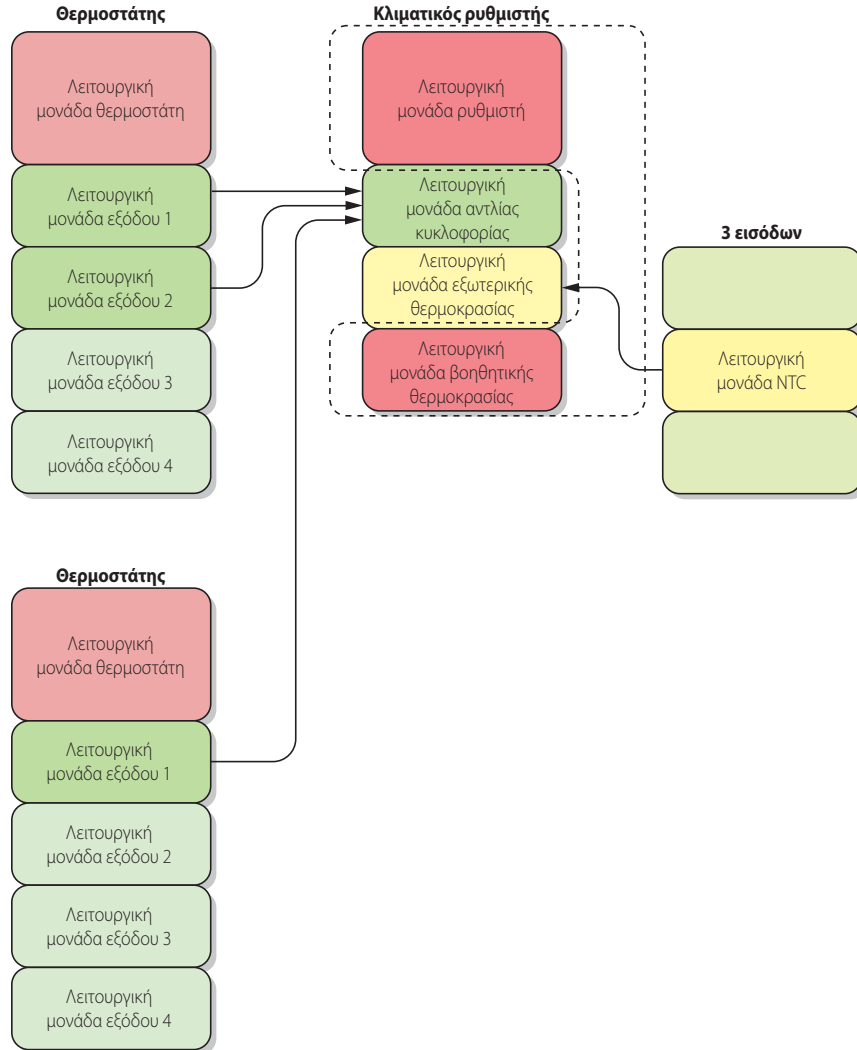 Θερμοστάτης
Λειτουργική
μονάδα θερμοστάτη
Λειτουργική
μονάδα εξόδου 1
Λειτουργική
μονάδα εξόδου 2
Λειτουργική
μονάδα εξόδου 3
Λειτουργική
μονάδα εξόδου 4
Κλιματικός ρυθμιστής
Λειτουργική
μονάδα ρυθμιστή
Λειτουργική
μονάδα αντλίας
κυκλοφορίας
Λειτουργική
μονάδα εξωτερικής
θερμοκρασίας
Λειτουργική
μονάδα βοηθητικής
θερμοκρασίας
3 εισόδων
Λειτουργική
μονάδα NTC
Θερμοστάτης
Λειτουργική
μονάδα θερμοστάτη
Λειτουργική
μονάδα εξόδου 1
Λειτουργική
μονάδα εξόδου 2
Λειτουργική
μονάδα εξόδου 3
Λειτουργική
μονάδα εξόδου 4